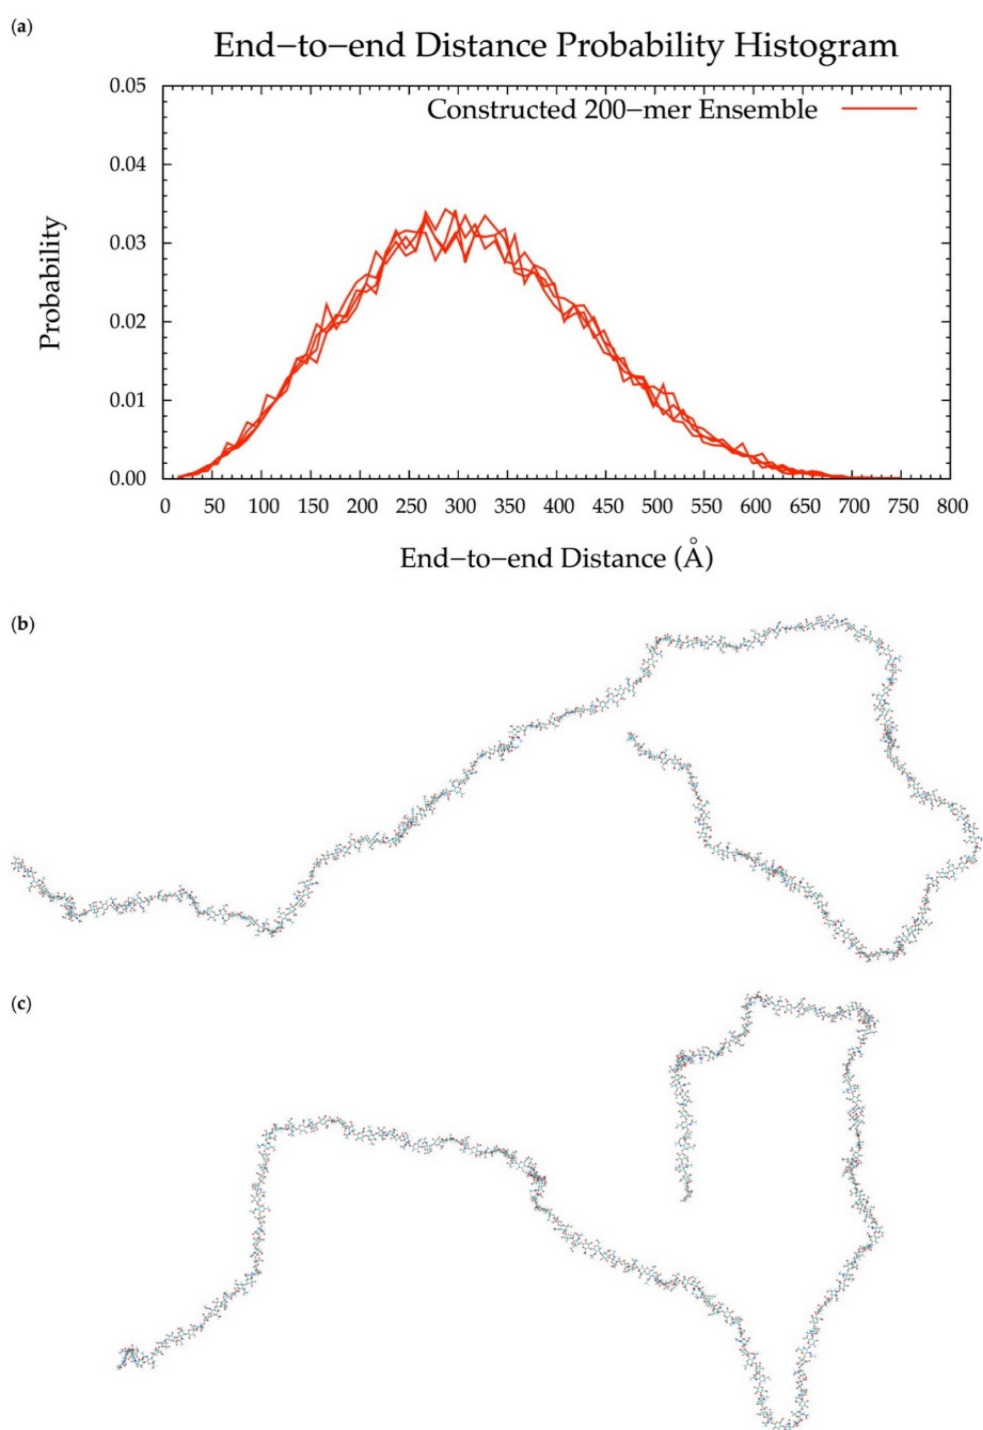 (a)
End−to−end Distance Probability Histogram
Constructed 200−mer Ensemble
0.05
0.04
0.03
0.02
0.01
0.00
Probability
0 50 100 150 200 250 300 350 400 450 500 550 600 650 700 750 800
End−to−end Distance (Å)
(b)
(c)